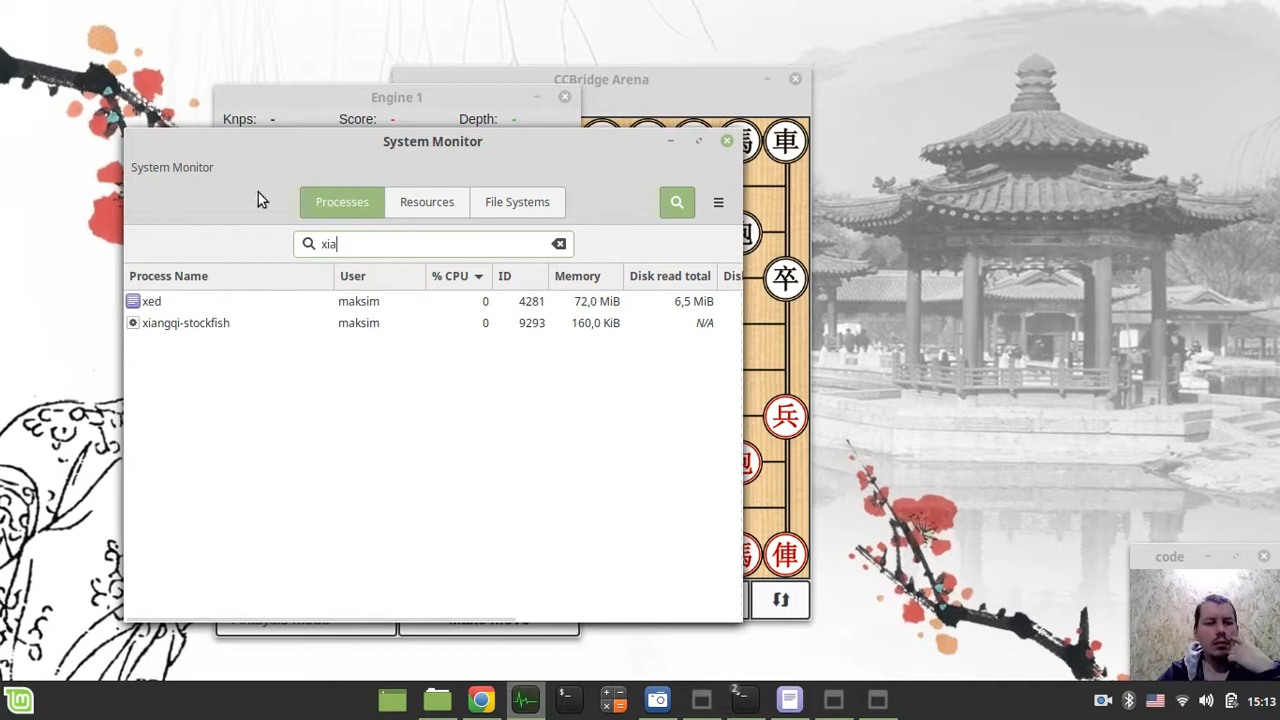 CCBridge Arena
Engine 1
Knps: - Score: - Depth: -
System Monitor
System Monitor
Processes Resources File Systems
xia
Process Name User % CPU ID Memory Disk read total Dis
xed maksim 0 4281 72,0 MiB 6,5 MiB
xiangqi-stockfish maksim 0 9293 160,0 KiB N/A
車
卒
兵
俥
code
15:13